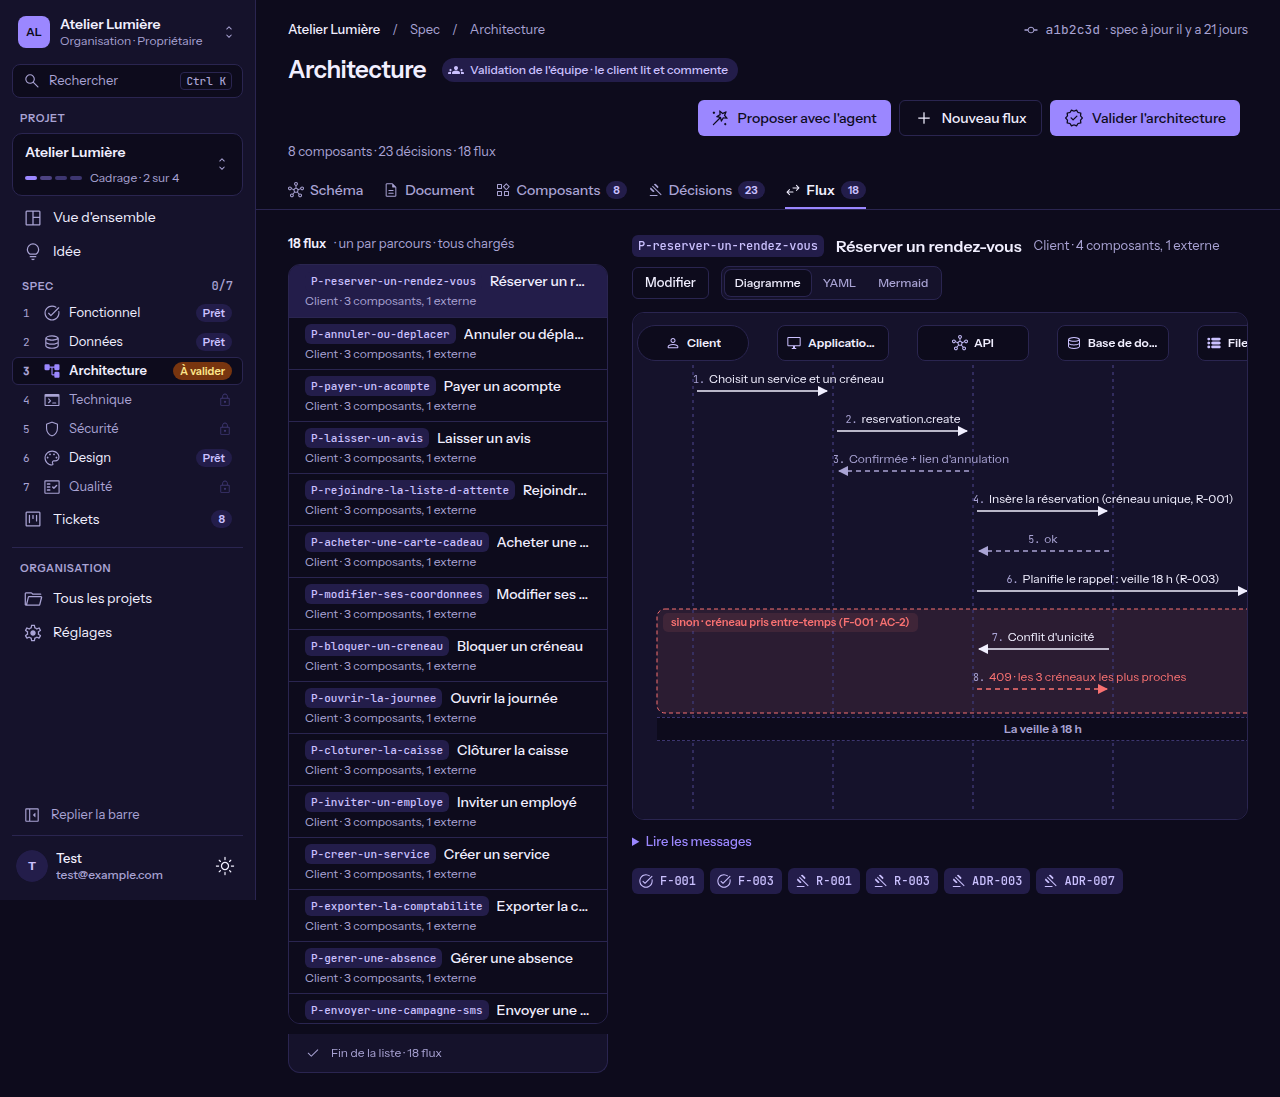 AL
Atelier Lumière
Organisation · Propriétaire
Rechercher
Ctrl K
PROJET
Atelier Lumière
Cadrage · 2 sur 4
Vue d'ensemble
Idée
SPEC 0/7
1 Fonctionnel Prêt
2 Données Prêt
3 Architecture À valider
4 Technique
5 Sécurité
6 Design Prêt
7 Qualité
Tickets 8
ORGANISATION
Tous les projets
Réglages
Replier la barre
T
Test
test@example.com
Atelier Lumière / Spec / Architecture
a1b2c3d · spec à jour il y a 21 jours
Architecture
Validation de l'équipe · le client lit et commente
Proposer avec l'agent
Nouveau flux
Valider l'architecture
8 composants · 23 décisions · 18 flux
Schéma
Document
Composants 8
Décisions 23
Flux 18
18 flux · un par parcours · tous chargés
P-reserver-un-rendez-vous Réserver un r...
Client · 3 composants, 1 externe
P-annuler-ou-deplacer Annuler ou dépla...
Client · 3 composants, 1 externe
P-payer-un-acompte Payer un acompte
Client · 3 composants, 1 externe
P-laisser-un-avis Laisser un avis
Client · 3 composants, 1 externe
P-rejoindre-la-liste-d-attente Rejoindr...
Client · 3 composants, 1 externe
P-acheter-une-carte-cadeau Acheter une ...
Client · 3 composants, 1 externe
P-modifier-ses-coordonnees Modifier ses ...
Client · 3 composants, 1 externe
P-bloquer-un-creneau Bloquer un créneau
Client · 3 composants, 1 externe
P-ouvrir-la-journee Ouvrir la journée
Client · 3 composants, 1 externe
P-cloturer-la-caisse Clôturer la caisse
Client · 3 composants, 1 externe
P-inviter-un-employe Inviter un employé
Client · 3 composants, 1 externe
P-creer-un-service Créer un service
Client · 3 composants, 1 externe
P-exporter-la-comptabilite Exporter la c...
Client · 3 composants, 1 externe
P-gerer-une-absence Gérer une absence
Client · 3 composants, 1 externe
P-envoyer-une-campagne-sms Envoyer une ...
Fin de la liste · 18 flux
P-reserver-un-rendez-vous Réserver un rendez-vous Client · 4 composants, 1 externe
Modifier
Diagramme
YAML
Mermaid
Client
Applicatio...
API
Base de do...
File
1. Choisit un service et un créneau
2. reservation.create
3. Confirmée + lien d'annulation
4. Insère la réservation (créneau unique, R-001)
5. ok
6. Planifie le rappel : veille 18 h (R-003)
sinon · créneau pris entre-temps (F-001 · AC-2)
7. Conflit d'unicité
8. 409 · les 3 créneaux les plus proches
La veille à 18 h
Lire les messages
F-001
F-003
R-001
R-003
ADR-003
ADR-007